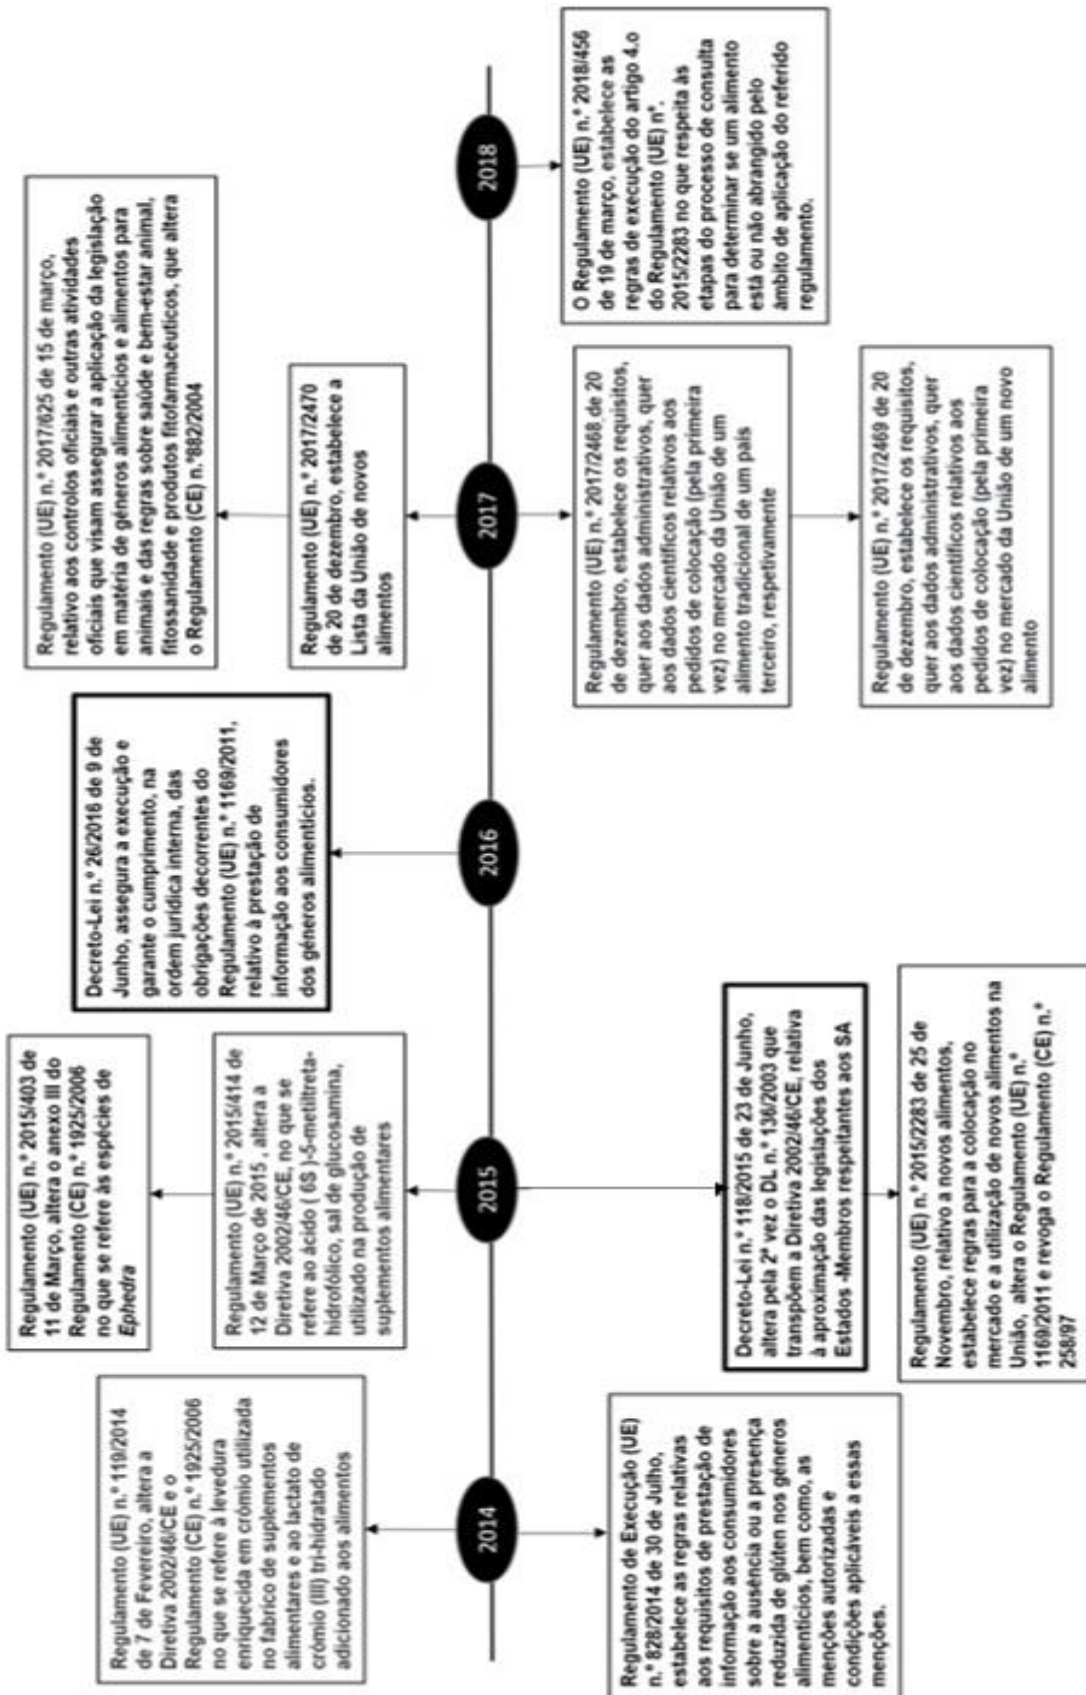 Regulamento (UE) n.º 119/2014
de 7 de Fevereiro, altera a
Diretiva 2002/46/CE e o
Regulamento (CE) n.º 1925/2006
no que se refere à levedura
enriquecida em crómio utilizada
no fabrico de suplementos
alimentares e ao lactato de
crómio (III) tri-hidratado
adicionado aos alimentos
2014
Regulamento de Execução (UE)
n.º 828/2014 de 30 de Julho,
estabelece as regras relativas
aos requisitos de prestação de
informação aos consumidores
sobre a ausência ou a presença
reduzida de glúten nos géneros
alimentícios, bem como, as
menções autorizadas e
condições aplicáveis a essas
menções.
Regulamento (UE) n.º 2015/403 de
11 de Março, altera o anexo III do
Regulamento (CE) n.º 1925/2006
no que se refere às espécies de
Ephedra
Regulamento (UE) n.º 2015/414 de
12 de Março de 2015 , altera a
Diretiva 2002/46/CE, no que se
refere ao ácido ( 6S )-5-metiltetra-
hidrofólico, sal de glucosamina,
utilizado na produção de
suplementos alimentares
2015
Decreto-Lei n.º 118/2015 de 23 de Junho,
altera pela 2ª vez o DL n.º 136/2003 que
transpõem a Diretiva 2002/46/CE, relativa
à aproximação das legislações dos
Estados -Membros respeitantes aos SA
Regulamento (UE) n.º 2015/2283 de 25 de
Novembro, relativo a novos alimentos,
estabelece regras para a colocação no
mercado e a utilização de novos alimentos na
União, altera o Regulamento (UE) n.º
1169/2011 e revoga o Regulamento (CE) n.º
258/97
Decreto-Lei n.º 26/2016 de 9 de
Junho, assegura a execução e
garante o cumprimento, na
ordem jurídica interna, das
obrigações decorrentes do
Regulamento (UE) n.º 1169/2011,
relativo à prestação de
informação aos consumidores
dos géneros alimentícios.
2016
Regulamento (UE) n.º 2017/625 de 15 de março,
relativo aos controlos oficiais e outras atividades
oficiais que visam assegurar a aplicação da legislação
em matéria de géneros alimentícios e alimentos para
animais e das regras sobre saúde e bem-estar animal,
fitossanidade e produtos fitofarmacêuticos, que altera
o Regulamento (CE) n.º882/2004
Regulamento (UE) n.º 2017/2470
de 20 de dezembro, estabelece a
Lista da União de novos
alimentos
2017
Regulamento (UE) n.º 2017/2468, de 20
de dezembro, estabelece os requisitos,
quer aos dados administrativos, quer
aos dados científicos relativos aos
pedidos de colocação (pela primeira
vez) no mercado da União de um
alimento tradicional de um país
terceiro, respetivamente
Regulamento (UE) n.º 2017/2469 de 20
de dezembro, estabelece os requisitos,
quer aos dados administrativos, quer
aos dados científicos relativos aos
pedidos de colocação (pela primeira
vez) no mercado da União de um novo
alimento
2018
O Regulamento (UE) n.º 2018/456
de 19 de março, estabelece as
regras de execução do artigo 4.o
do Regulamento (UE) nº.
2015/2283 no que respeita às
etapas do processo de consulta
para determinar se um alimento
está ou não abrangido pelo
âmbito de aplicação do referido
regulamento.